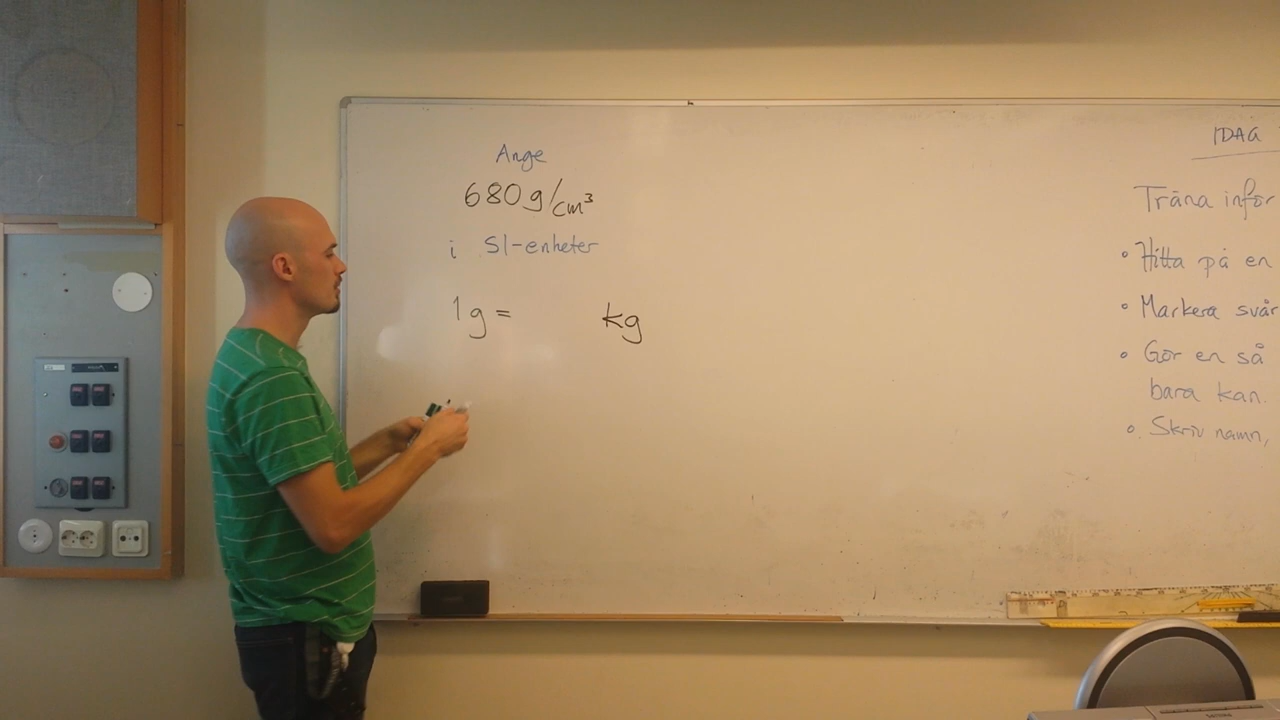 Ange
680 g/cm³
i SI-enheter
1g = kg
IDAG
Träna inför
• Hitta på en
• Markera svår
• Gör en så
bara kan.
• Skriv namn,